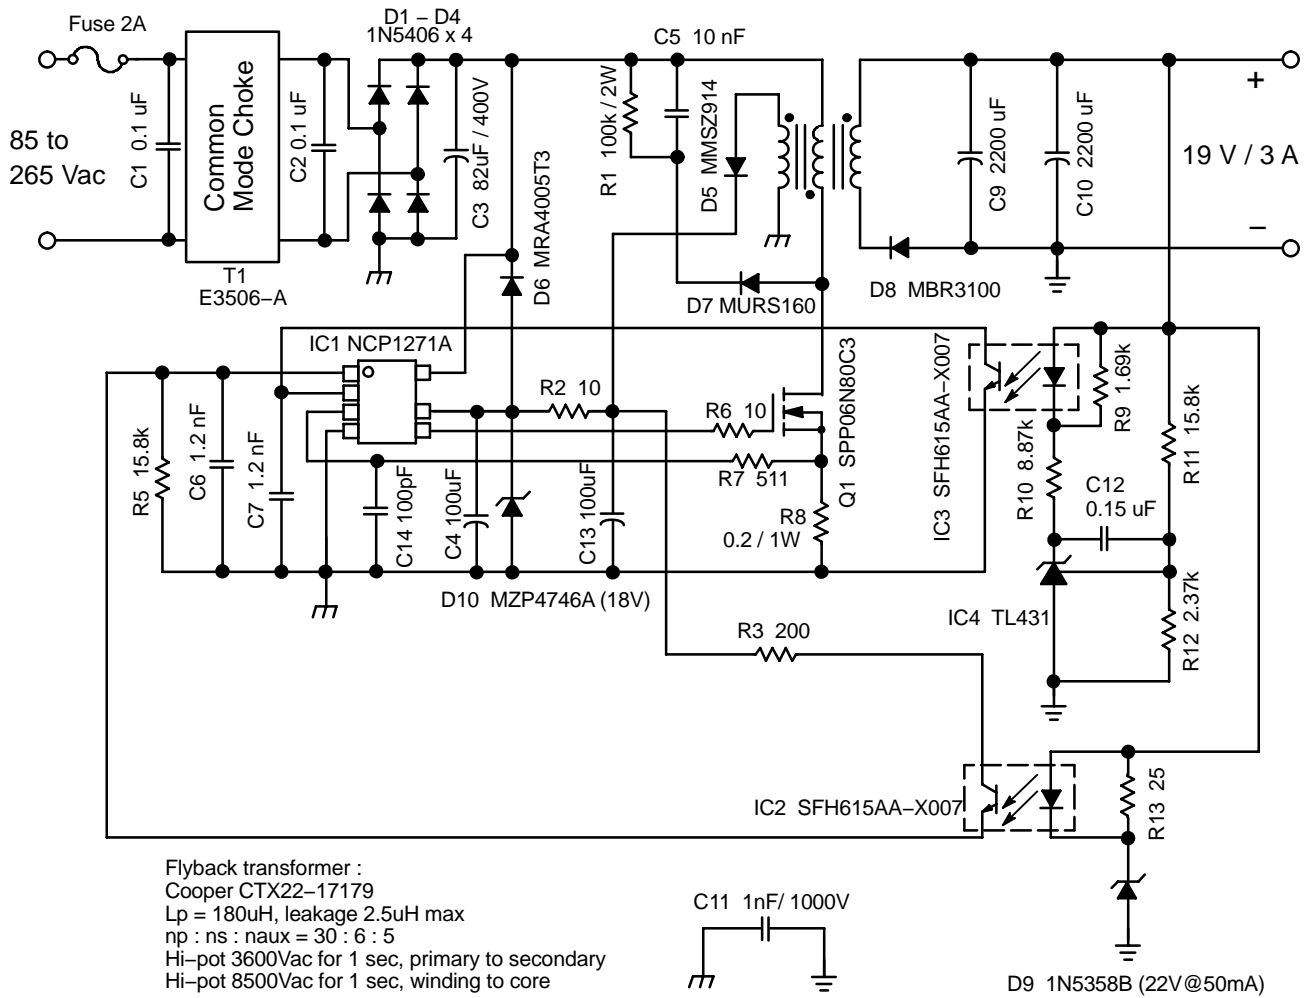 Fuse 2A
D1 – D4
1N5406 x 4
C5 10 nF
85 to
265 Vac
C1 0.1 uF
Common
Mode Choke
C2 0.1 uF
C3 82uF / 400V
D6 MRA4005T3
R1 100k / 2W
D5 MMSZ914
C9 2200 uF
C10 2200 uF
+
19 V / 3 A
–
T1
E3506–A
D7 MURS160
D8 MBR3100
IC1 NCP1271A
R2 10
R6 10
R7 511
R8
0.2 / 1W
Q1 SPP06N80C3
IC3 SFH615AA–X007
R9 1.69k
R10 8.87k
R11 15.8k
C12
0.15 uF
R5 15.8k
C6 1.2 nF
C7 1.2 nF
C14 100pF
C4 100uF
C13 100uF
D10 MZP4746A (18V)
IC4 TL431
R12 2.37k
R3 200
IC2 SFH615AA–X007
R13 25
Flyback transformer :
Cooper CTX22–17179
Lp = 180uH, leakage 2.5uH max
np : ns : naux = 30 : 6 : 5
Hi–pot 3600Vac for 1 sec, primary to secondary
Hi–pot 8500Vac for 1 sec, winding to core
C11 1nF/ 1000V
D9 1N5358B (22V@50mA)